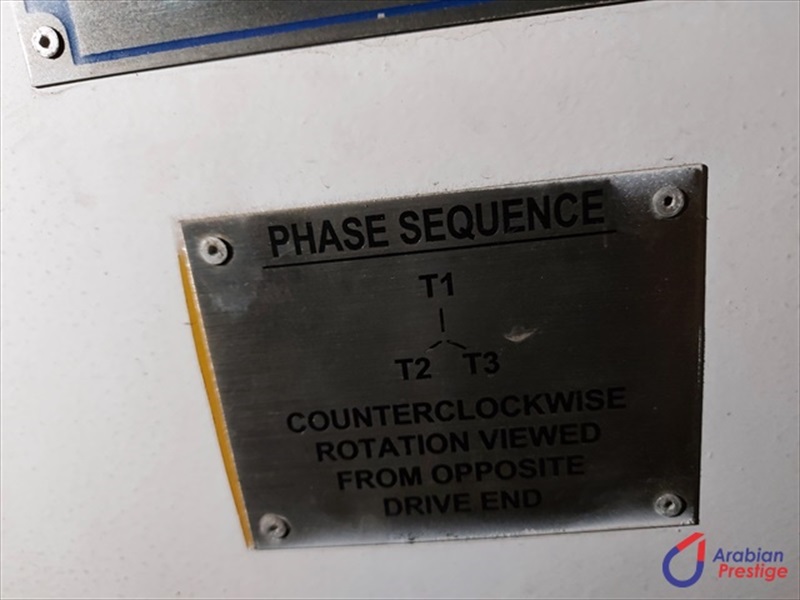 PHASE SEQUENCE
T1
T2 T3
COUNTERCLOCKWISE
ROTATION VIEWED
FROM OPPOSITE
DRIVE END
Arabian
Prestige